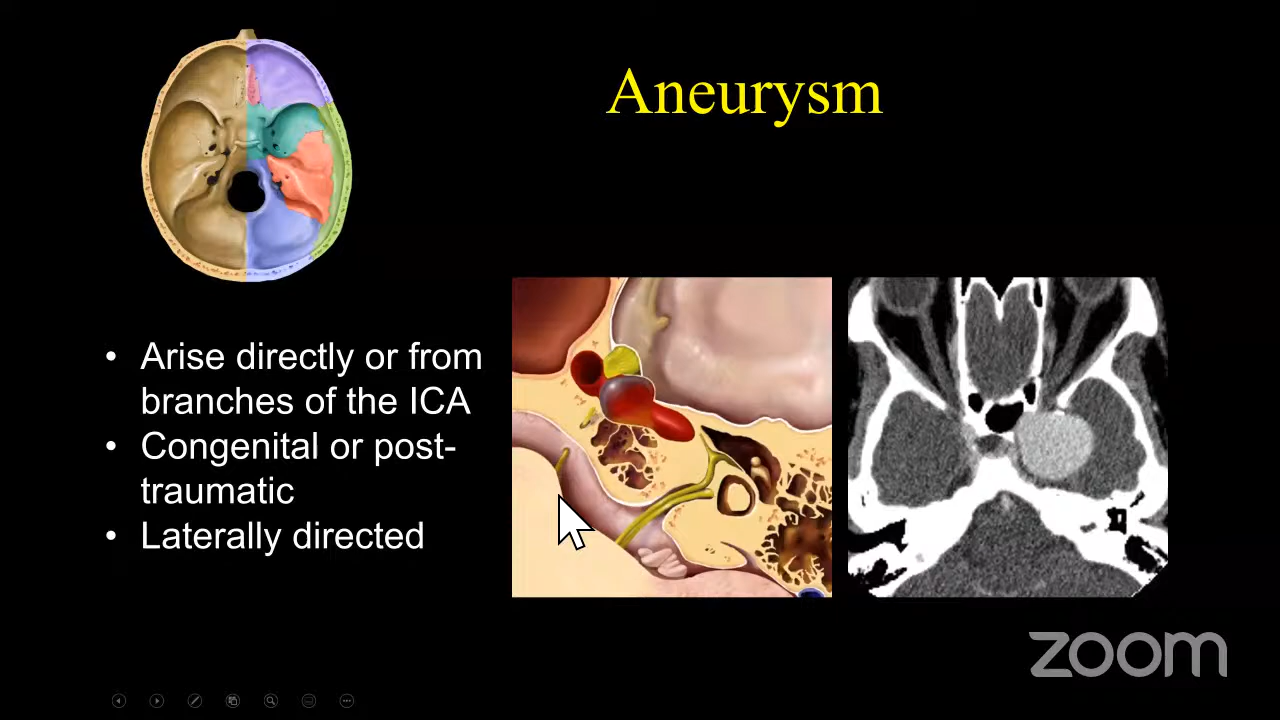 Aneurysm
• Arise directly or from
branches of the ICA
• Congenital or post-
traumatic
• Laterally directed
zoom